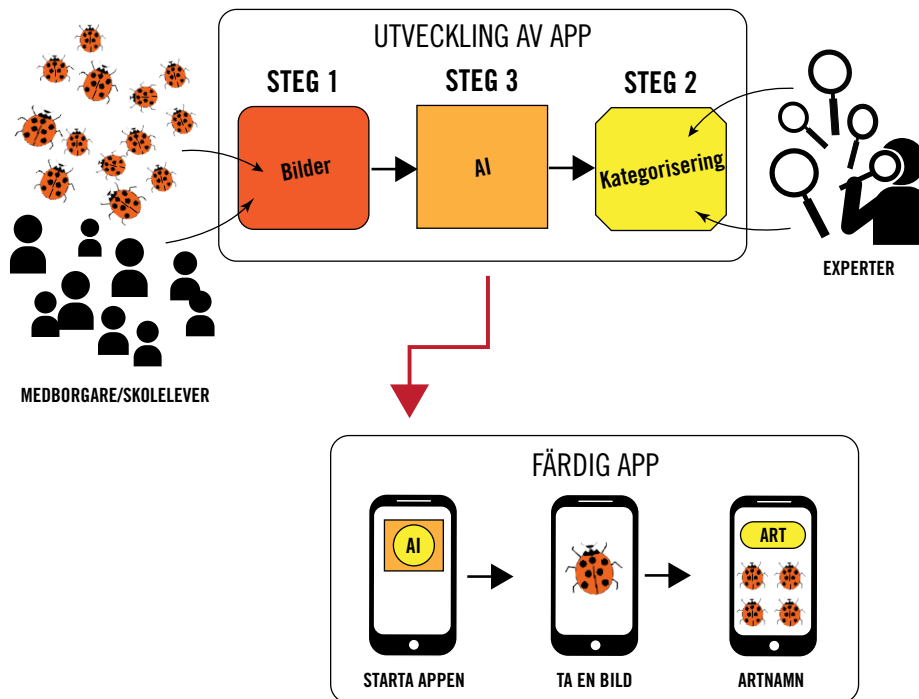 UTVECKLING AV APP
STEG 1
STEG 3
STEG 2
Bilder
AI
Kategorisering
EXPERTER
MEDBORGARE/SKOLELEVER
FÄRDIG APP
AI
ART
STARTA APPEN
TA EN BILD
ARTNAMN